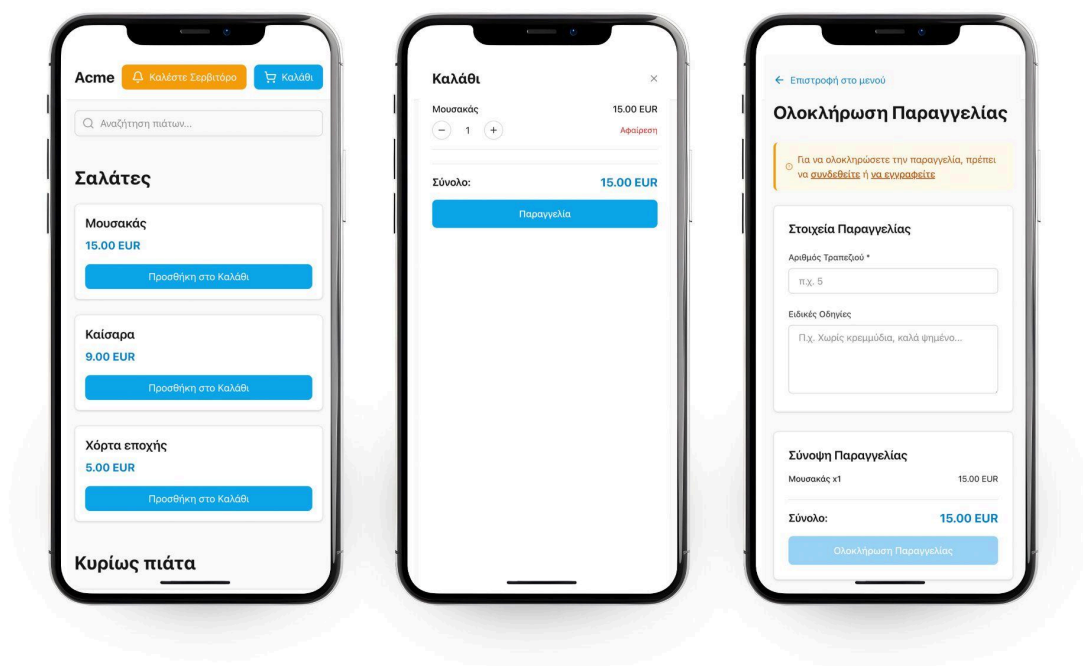 Acme
Καλέστε Σερβιτόρο
Καλάθι
Αναζήτηση πιάτων...
Σαλάτες
Μουσακάς
15.00 EUR
Προσθήκη στο Καλάθι
Καίσαρα
9.00 EUR
Προσθήκη στο Καλάθι
Χόρτα εποχής
5.00 EUR
Προσθήκη στο Καλάθι
Κυρίως πιάτα
Καλάθι
Μουσακάς 15.00 EUR
1 Αφαίρεση
Σύνολο: 15.00 EUR
Παραγγελία
Επιστροφή στο μενού
Ολοκλήρωση Παραγγελίας
Για να ολοκληρώσετε την παραγγελία, πρέπει
να συνδεθείτε ή να εγγραφείτε
Στοιχεία Παραγγελίας
Αριθμός Τραπεζιού *
π.χ. 5
Ειδικές Οδηγίες
Π.χ. Χωρίς κρεμμύδια, καλά ψημένο...
Σύνοψη Παραγγελίας
Μουσακάς x1 15.00 EUR
Σύνολο: 15.00 EUR
Ολοκλήρωση Παραγγελίας